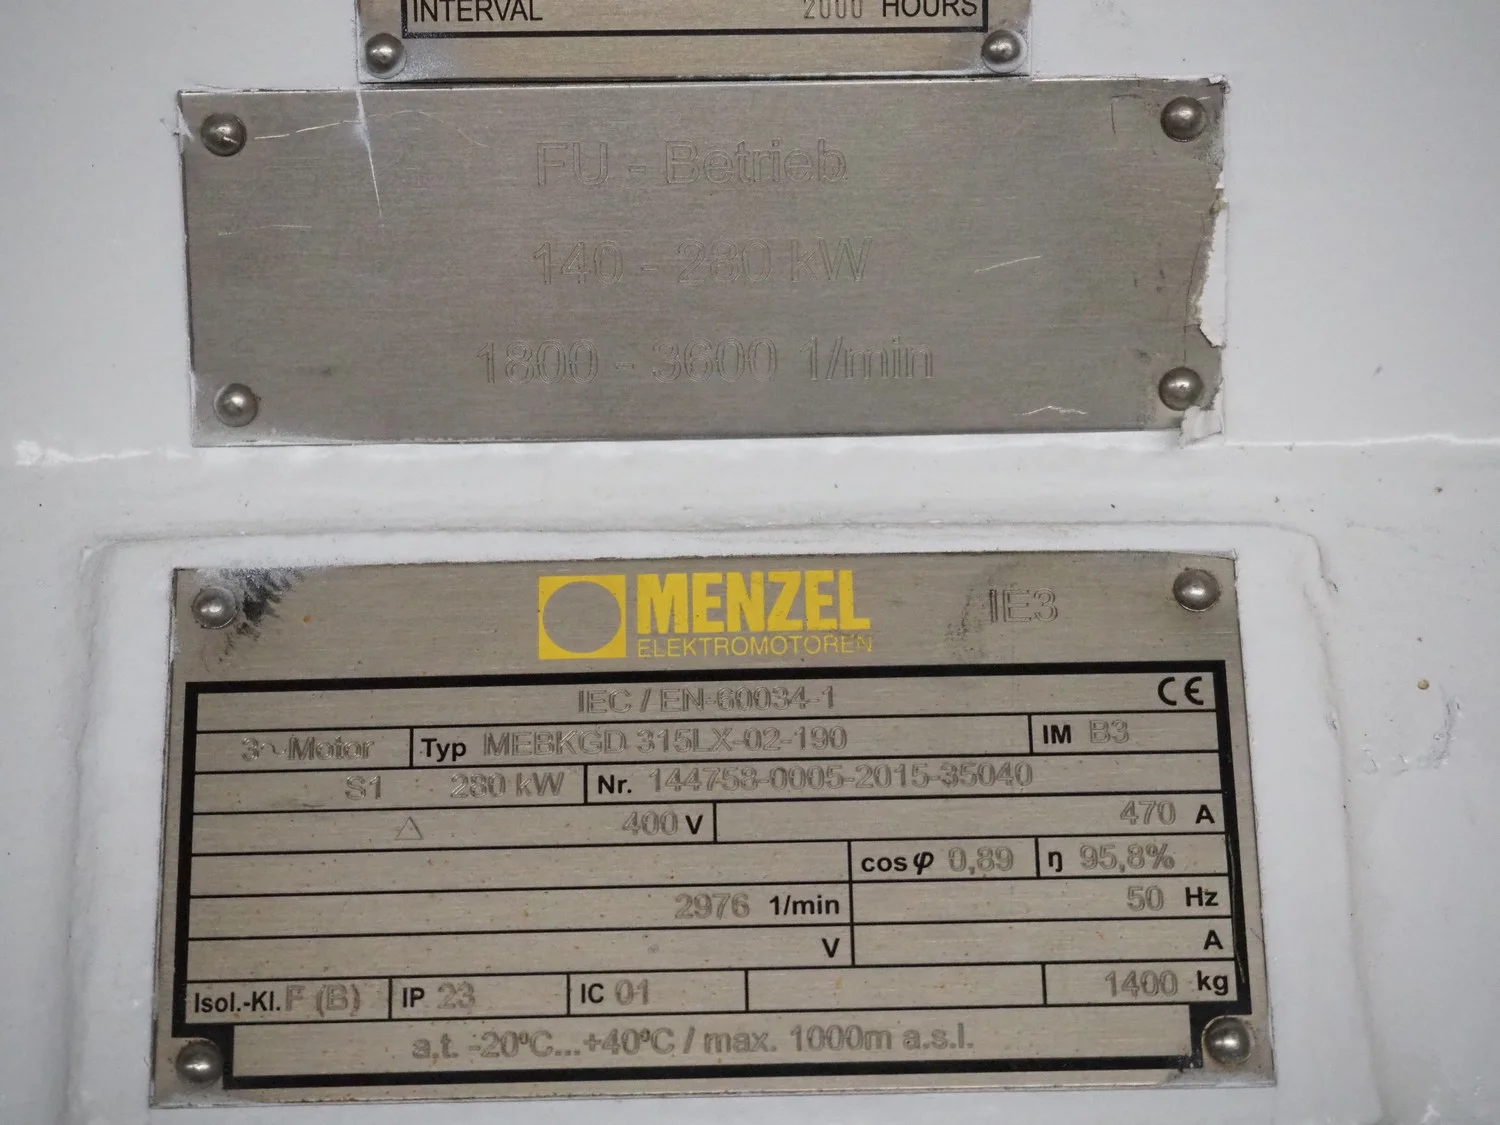 INTERVAL 2000 HOURS
FU - Betrieb
140 - 280 kW
1800 - 3600 1/min
MENZEL IE3
ELEKTROMOTOREN
IEC / EN-60034-1 CE
3~Motor Typ MEBKGD 315LX-02-190 IM B3
S1 280 kW Nr. 144758-0005-2015-35040
△ 400 V 470 A
cos φ 0,89 η 95,8%
2976 1/min 50 Hz
V A
Isol.-Kl. F (B) IP 23 IC 01 1400 kg
a,t. -20°C...+40°C / max. 1000m a.s.l.